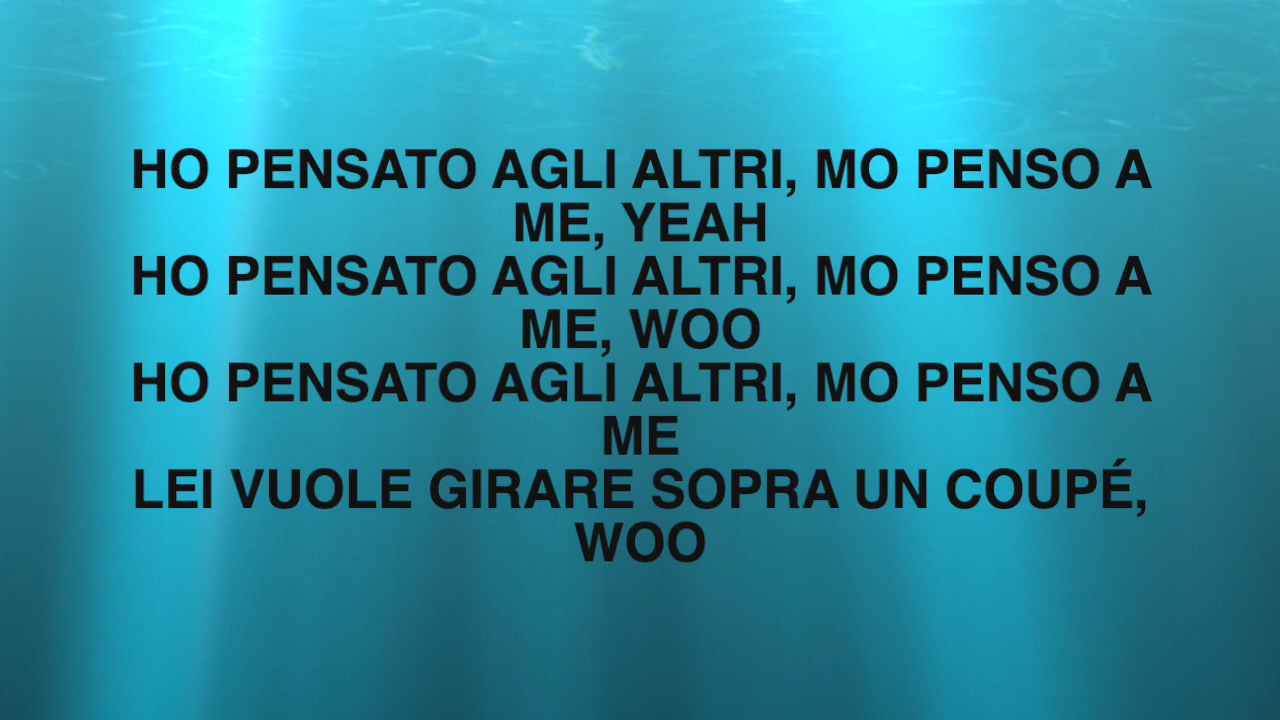 HO PENSATO AGLI ALTRI, MO PENSO A
ME, YEAH
HO PENSATO AGLI ALTRI, MO PENSO A
ME, WOO
HO PENSATO AGLI ALTRI, MO PENSO A
ME
LEI VUOLE GIRARE SOPRA UN COUPÉ,
WOO